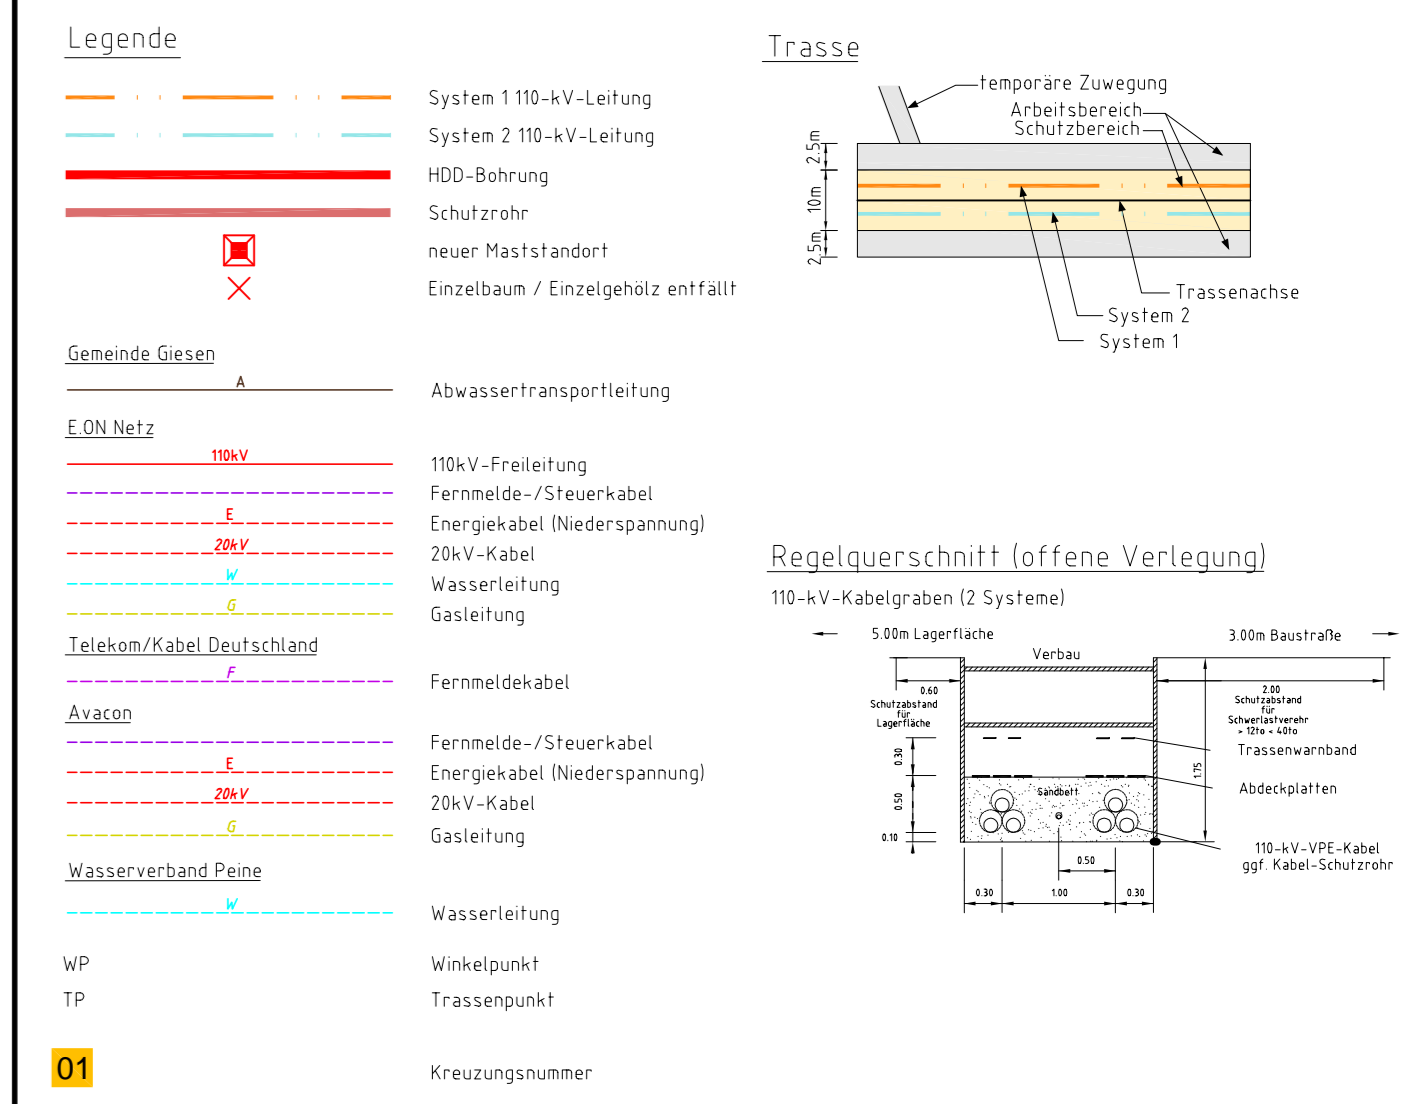 Legende
System 1 110-kV-Leitung
System 2 110-kV-Leitung
HDD-Bohrung
Schutzrohr
neuer Maststandort
Einzelbaum / Einzelgehölz entfällt
Gemeinde Giesen
A
Abwassertransportleitung
E.ON Netz
110kV
110kV-Freileitung
Fernmelde-/Steuerkabel
E
Energiekabel (Niederspannung)
20kV
20kV-Kabel
W
Wasserleitung
G
Gasleitung
Telekom/Kabel Deutschland
F
Fernmeldekabel
Avacon
Fernmelde-/Steuerkabel
E
Energiekabel (Niederspannung)
20kV
20kV-Kabel
G
Gasleitung
Wasserverband Peine
W
Wasserleitung
WP
Winkelpunkt
TP
Trassenpunkt
01
Kreuzungsnummer
Trasse
temporäre Zuwegung
Arbeitsbereich
Schutzbereich
2.5m
10m
2.5m
Trassenachse
System 2
System 1
Regelquerschnitt (offene Verlegung)
110-kV-Kabelgraben (2 Systeme)
5.00m Lagerfläche
3.00m Baustraße
Verbau
0.60
Schutzabstand
für
Lagerfläche
2.00
Schutzabstand
für
Schwerlastverehr
> 12to < 40to
Trassenwarnband
0.30
1.75
Abdeckplatten
Sandbett
0.50
0.10
110-kV-VPE-Kabel
ggf. Kabel-Schutzrohr
0.50
0.30
1.00
0.30